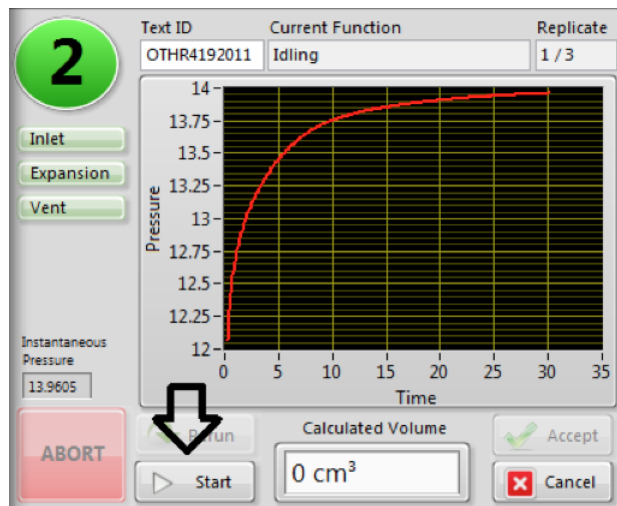 2
Text ID
Current Function
Replicate
OTHR4192011
Idling
1 / 3
Inlet
Expansion
Vent
Instantaneous
Pressure
13.9605
ABORT
Pressure
14
13.75
13.5
13.25
13
12.75
12.5
12.25
12
0 5 10 15 20 25 30 35
Time
Rerun
Start
Calculated Volume
0 cm³
Accept
Cancel